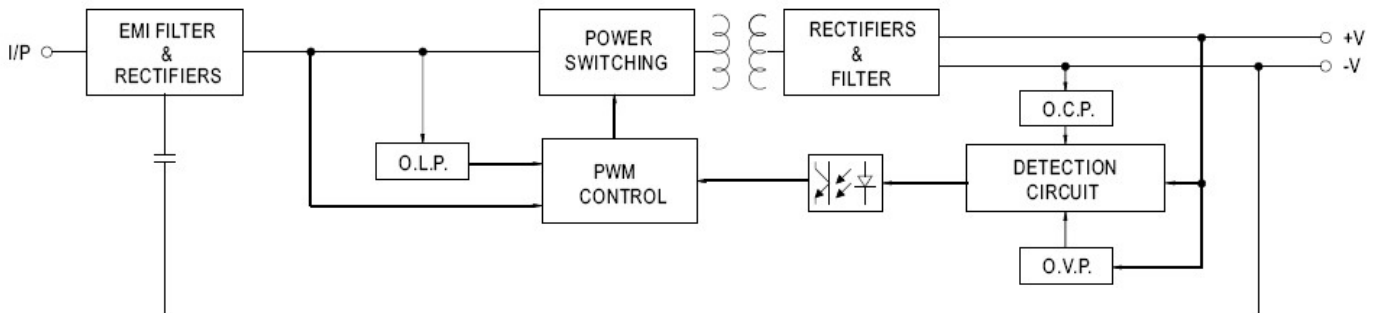 I/P
EMI FILTER
&
RECTIFIERS
POWER
SWITCHING
RECTIFIERS
&
FILTER
+V
-V
O.C.P.
O.L.P.
PWM
CONTROL
DETECTION
CIRCUIT
O.V.P.